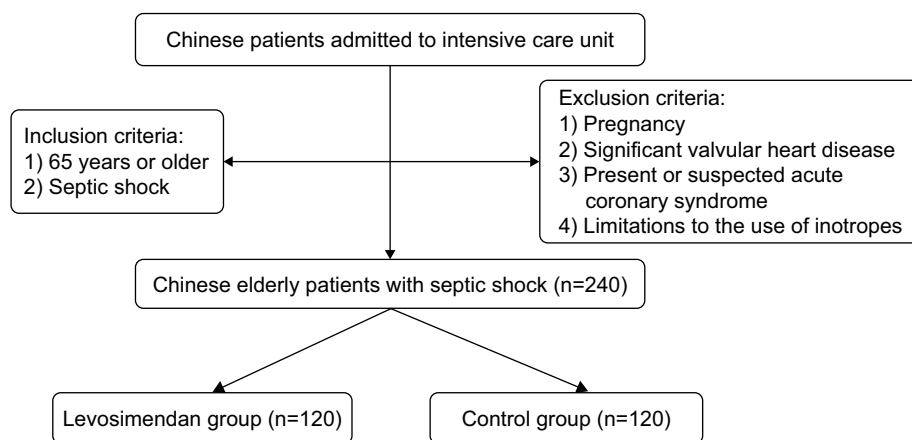 Chinese patients admitted to intensive care unit
Inclusion criteria:
1) 65 years or older
2) Septic shock
Exclusion criteria:
1) Pregnancy
2) Significant valvular heart disease
3) Present or suspected acute
coronary syndrome
4) Limitations to the use of inotropes
Chinese elderly patients with septic shock (n=240)
Levosimendan group (n=120)
Control group (n=120)